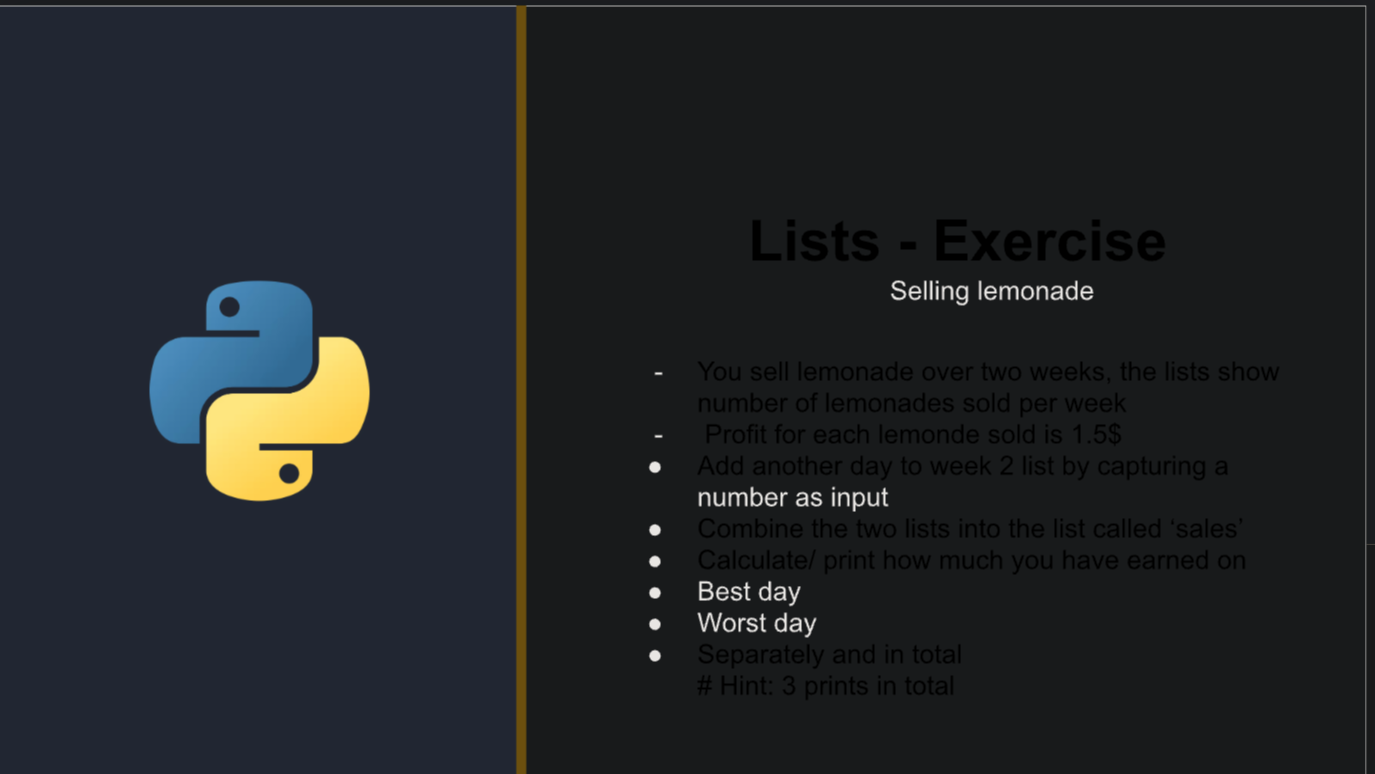 Lists - Exercise
Selling lemonade
- You sell lemonade over two weeks, the lists show
number of lemonades sold per week
- Profit for each lemonde sold is 1.5$
● Add another day to week 2 list by capturing a
number as input
● Combine the two lists into the list called ‘sales’
● Calculate/ print how much you have earned on
● Best day
● Worst day
● Separately and in total
# Hint: 3 prints in total